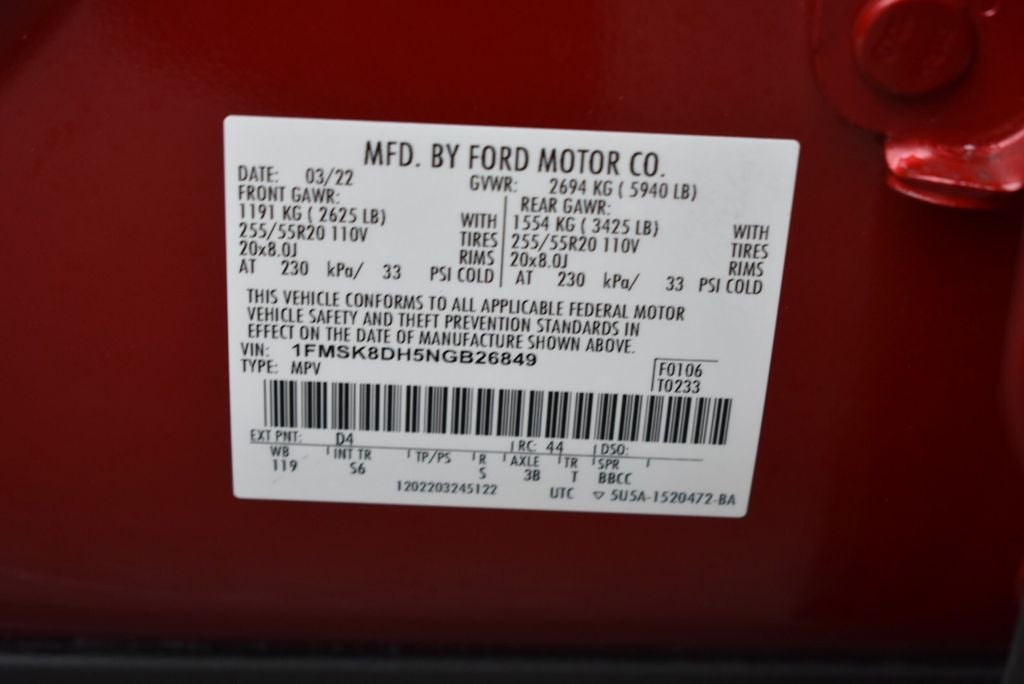 MFD. BY FORD MOTOR CO.
DATE: 03/22 GVWR: 2694 KG ( 5940 LB)
FRONT GAWR: REAR GAWR:
1191 KG ( 2625 LB) WITH 1554 KG ( 3425 LB) WITH
255/55R20 110V TIRES 255/55R20 110V TIRES
20x8.0J RIMS 20x8.0J RIMS
AT 230 kPa/ 33 PSI COLD AT 230 kPa/ 33 PSI COLD
THIS VEHICLE CONFORMS TO ALL APPLICABLE FEDERAL MOTOR
VEHICLE SAFETY AND THEFT PREVENTION STANDARDS IN
EFFECT ON THE DATE OF MANUFACTURE SHOWN ABOVE.
VIN: 1FMSK8DH5NGB26849
TYPE: MPV F0106
T0233
EXT PNT: D4 RC: 44 DSO:
WB INT TR TP/PS R AXLE TR SPR
119 S6 S 3B T BBCC
1202203245122 UTC ▽ 5U5A-1520472-BA